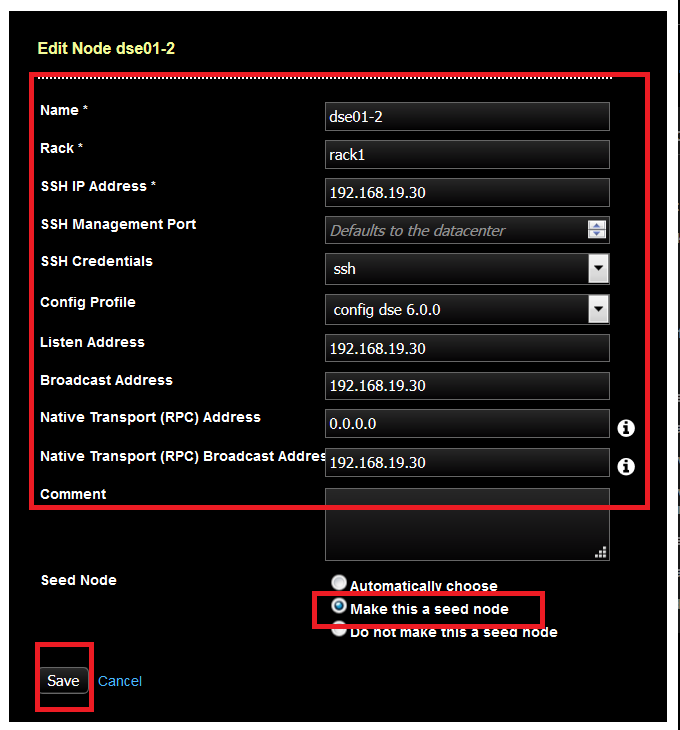 Edit Node dse01-2
Name *
dse01-2
Rack *
rack1
SSH IP Address *
192.168.19.30
SSH Management Port
Defaults to the datacenter
SSH Credentials
ssh
Config Profile
config dse 6.0.0
Listen Address
192.168.19.30
Broadcast Address
192.168.19.30
Native Transport (RPC) Address
0.0.0.0
Native Transport (RPC) Broadcast Addres
192.168.19.30
Comment
Seed Node
Automatically choose
Make this a seed node
Do not make this a seed node
Save Cancel